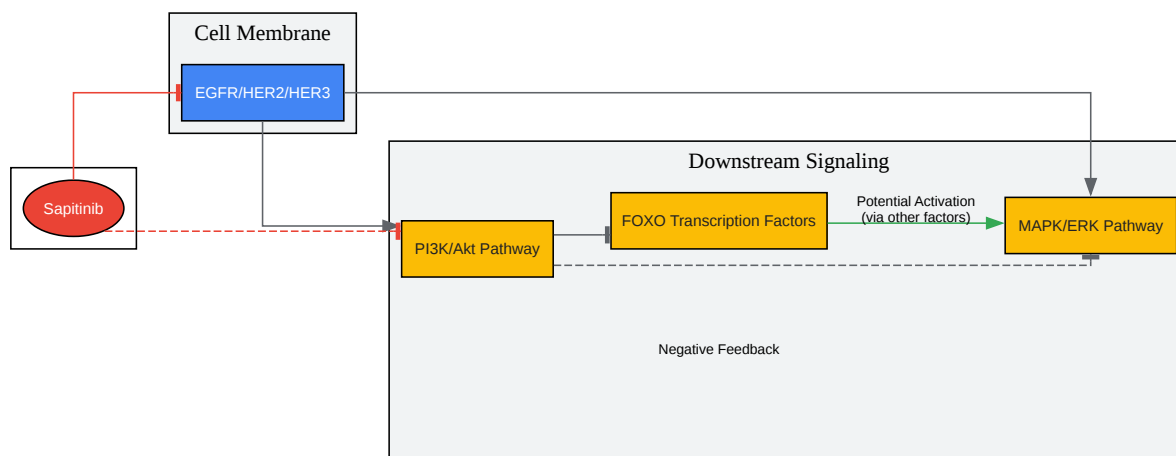 Cell Membrane
EGFR/HER2/HER3
Downstream Signaling
Sapitinib
PI3K/Akt Pathway
FOXO Transcription Factors
Potential Activation
(via other factors)
MAPK/ERK Pathway
Negative Feedback